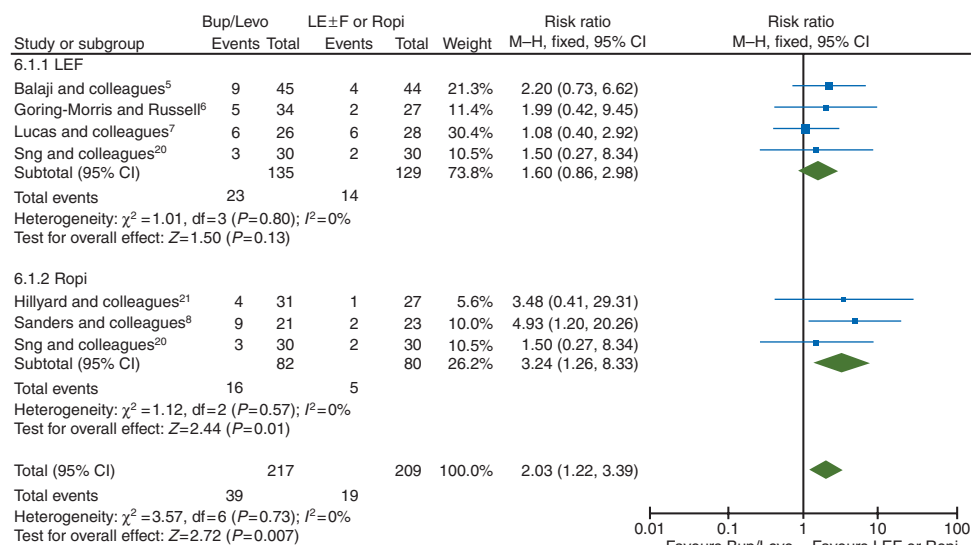 Bup/Levo LE±F or Ropi Risk ratio Risk ratio
Study or subgroup Events Total Events Total Weight M–H, fixed, 95% CI M–H, fixed, 95% CI
6.1.1 LEF
Balaji and colleagues⁵ 9 45 4 44 21.3% 2.20 (0.73, 6.62)
Goring-Morris and Russell⁶ 5 34 2 27 11.4% 1.99 (0.42, 9.45)
Lucas and colleagues⁷ 6 26 6 28 30.4% 1.08 (0.40, 2.92)
Sng and colleagues²⁰ 3 30 2 30 10.5% 1.50 (0.27, 8.34)
Subtotal (95% CI) 135 129 73.8% 1.60 (0.86, 2.98)
Total events 23 14
Heterogeneity: χ² =1.01, df=3 (P=0.80); I²=0%
Test for overall effect: Z=1.50 (P=0.13)
6.1.2 Ropi
Hillyard and colleagues²¹ 4 31 1 27 5.6% 3.48 (0.41, 29.31)
Sanders and colleagues⁸ 9 21 2 23 10.0% 4.93 (1.20, 20.26)
Sng and colleagues²⁰ 3 30 2 30 10.5% 1.50 (0.27, 8.34)
Subtotal (95% CI) 82 80 26.2% 3.24 (1.26, 8.33)
Total events 16 5
Heterogeneity: χ² =1.12, df=2 (P=0.57); I²=0%
Test for overall effect: Z=2.44 (P=0.01)
Total (95% CI) 217 209 100.0% 2.03 (1.22, 3.39)
Total events 39 19
Heterogeneity: χ² =3.57, df=6 (P=0.73); I²=0%
Test for overall effect: Z=2.72 (P=0.007)
0.01 0.1 1 10 100
Favours Bup/Levo Favours LEF or Ropi